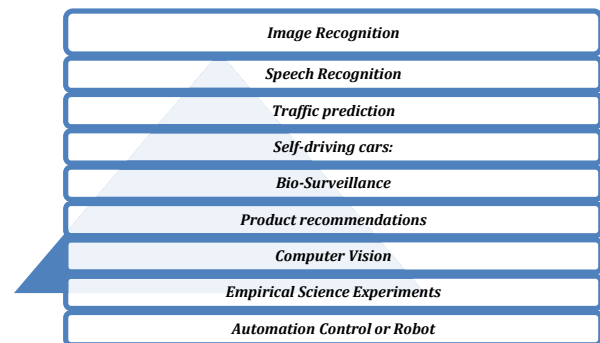 Image Recognition
Speech Recognition
Traffic prediction
Self-driving cars:
Bio-Surveillance
Product recommendations
Computer Vision
Empirical Science Experiments
Automation Control or Robot